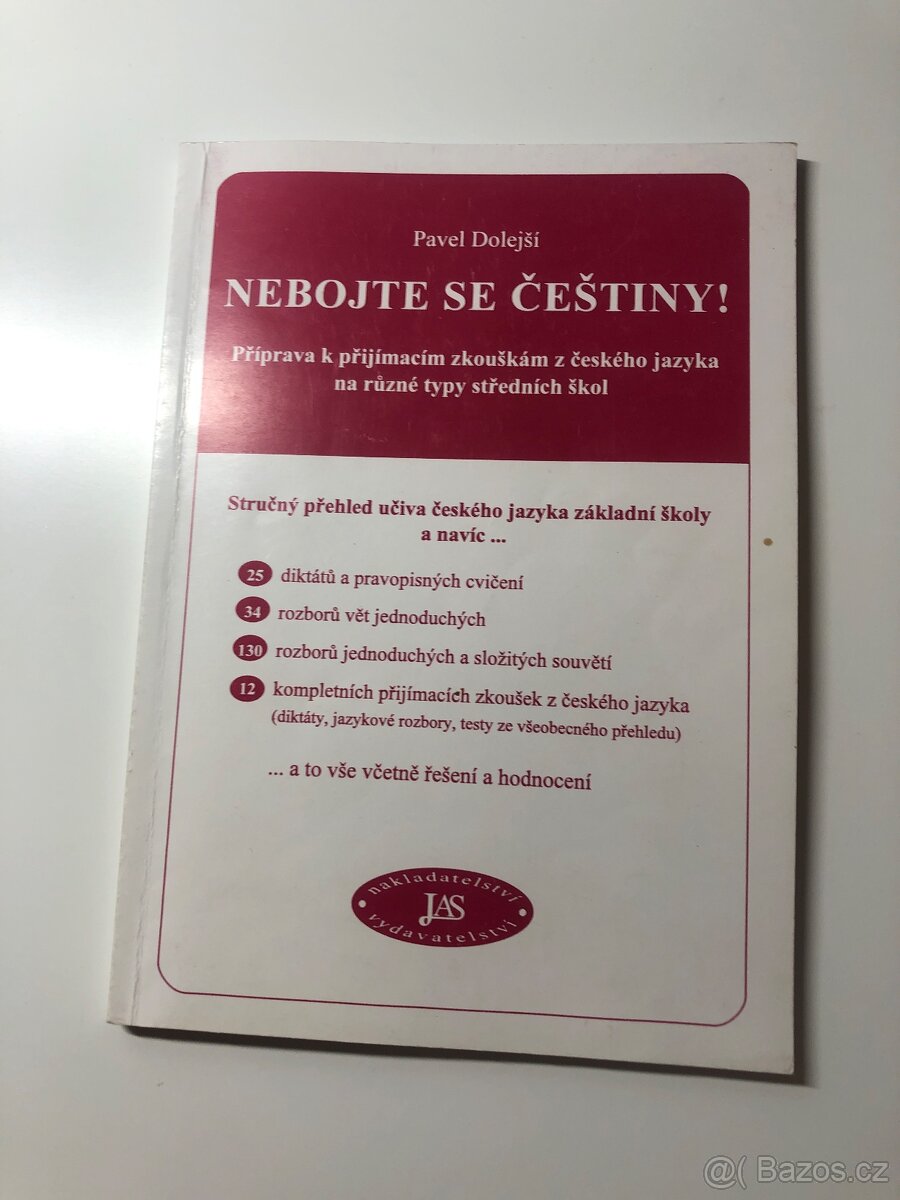 Pavel Dolejší
NEBOJTE SE ČEŠTINY!
Příprava k přijímacím zkouškám z českého jazyka
na různé typy středních škol
Stručný přehled učiva českého jazyka základní školy
a navíc ...
25 diktátů a pravopisných cvičení
34 rozborů vět jednoduchých
130 rozborů jednoduchých a složitých souvětí
12 kompletních přijímacích zkoušek z českého jazyka
(diktáty, jazykové rozbory, testy ze všeobecného přehledu)
... a to vše včetně řešení a hodnocení
nakladatelství
JAS
vydavatelství
@( Bazos.cz